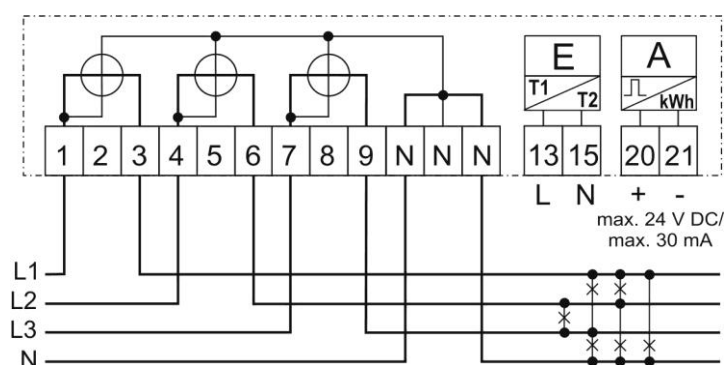 E
A
T1
T2
kWh
1 2 3 4 5 6 7 8 9 N N N 13 15 20 21
L N + -
max. 24 V DC/
max. 30 mA
L1
L2
L3
N